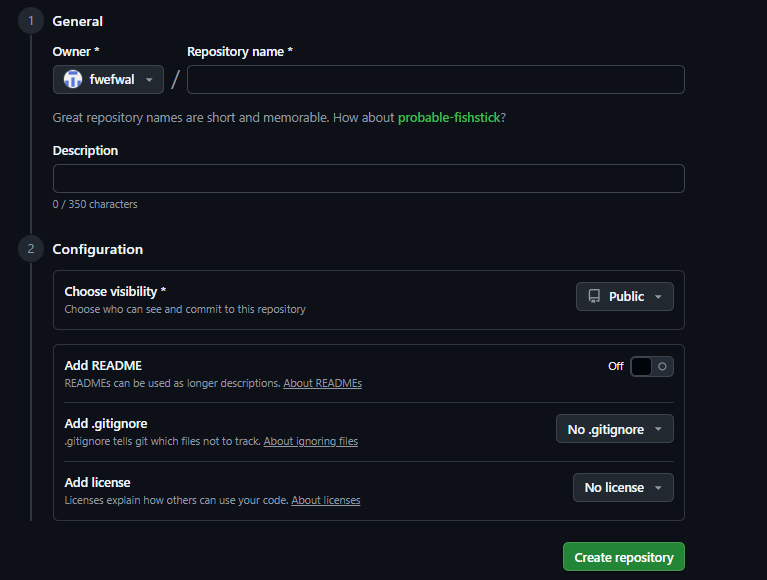 1 General
Owner * Repository name *
fwefwal /
Great repository names are short and memorable. How about probable-fishstick?
Description
0 / 350 characters
2 Configuration
Choose visibility *
Choose who can see and commit to this repository
Public
Add README
READMEs can be used as longer descriptions. About READMEs
Off
Add .gitignore
.gitignore tells git which files not to track. About ignoring files
No .gitignore
Add license
Licenses explain how others can use your code. About licenses
No license
Create repository